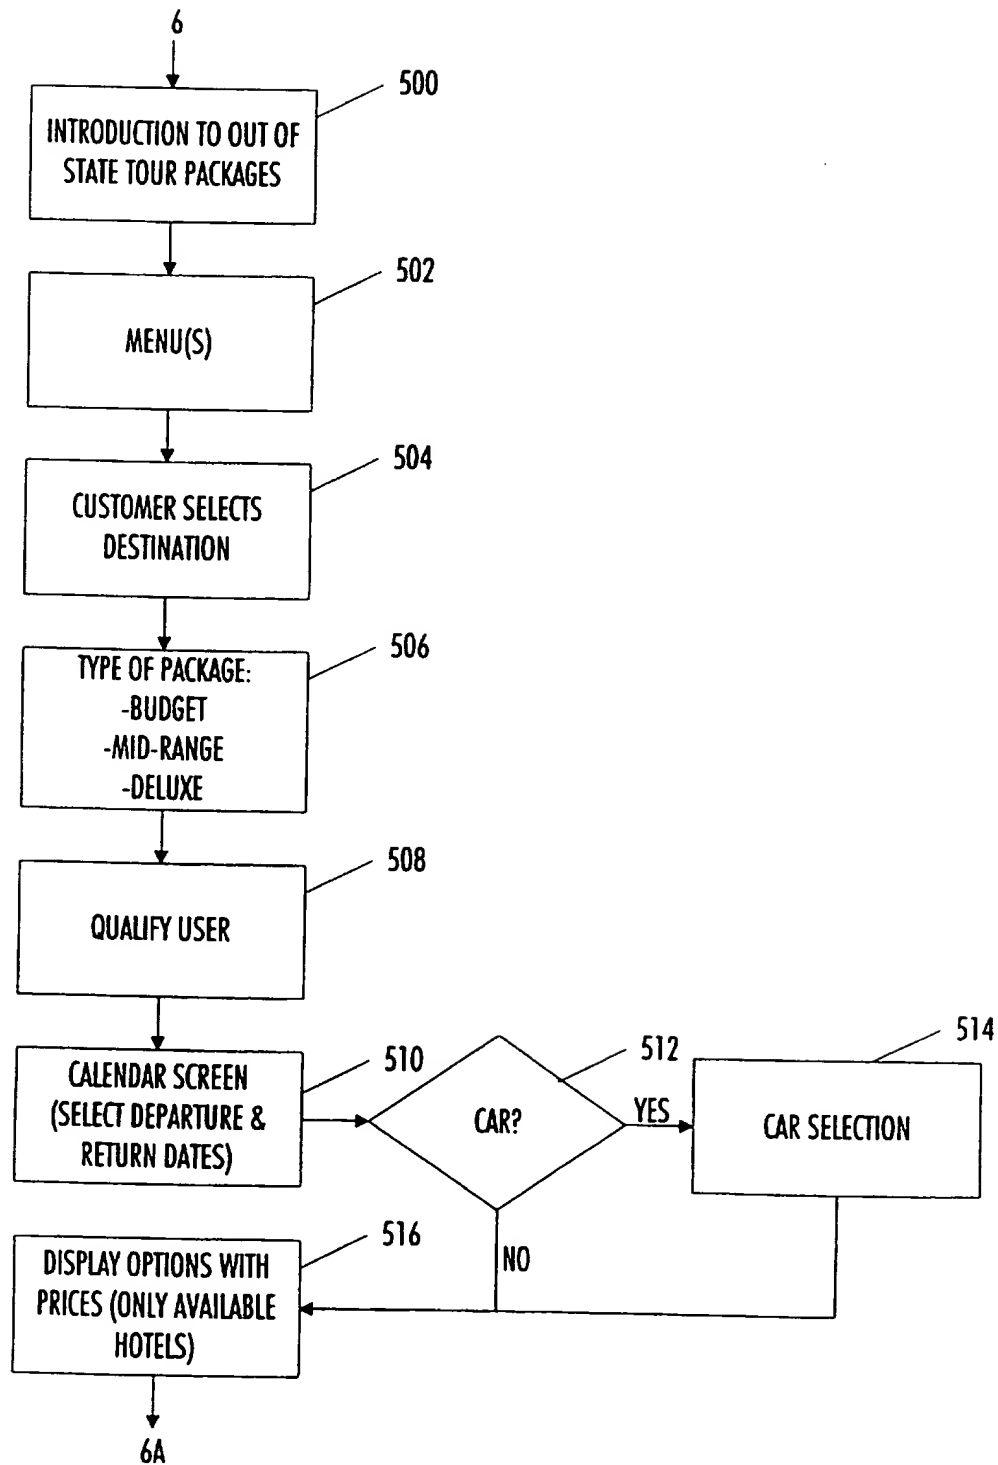 6
500
INTRODUCTION TO OUT OF
STATE TOUR PACKAGES
502
MENU(S)
504
CUSTOMER SELECTS
DESTINATION
506
TYPE OF PACKAGE:
-BUDGET
-MID-RANGE
-DELUXE
508
QUALIFY USER
510
CALENDAR SCREEN
(SELECT DEPARTURE &
RETURN DATES)
512
CAR?
YES
514
CAR SELECTION
NO
516
DISPLAY OPTIONS WITH
PRICES (ONLY AVAILABLE
HOTELS)
6A